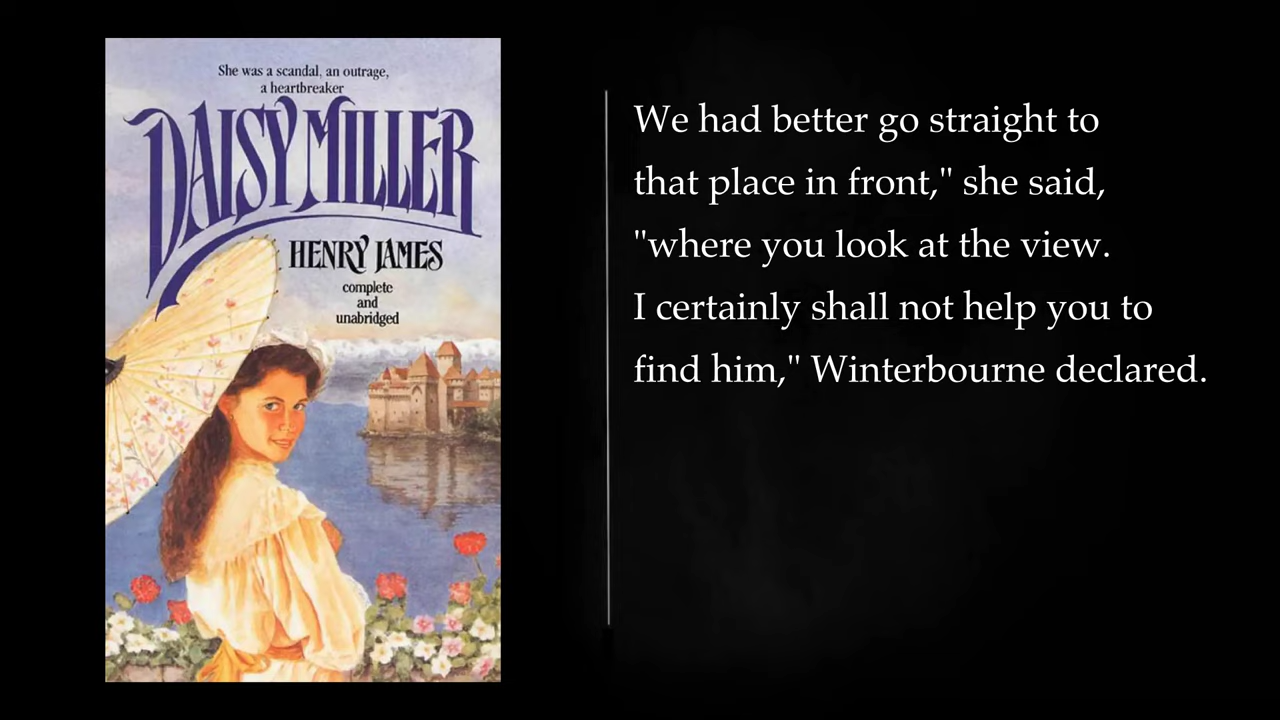 She was a scandal, an outrage,
a heartbreaker
DAISY MILLER
HENRY JAMES
complete
and
unabridged
We had better go straight to
that place in front," she said,
"where you look at the view.
I certainly shall not help you to
find him," Winterbourne declared.